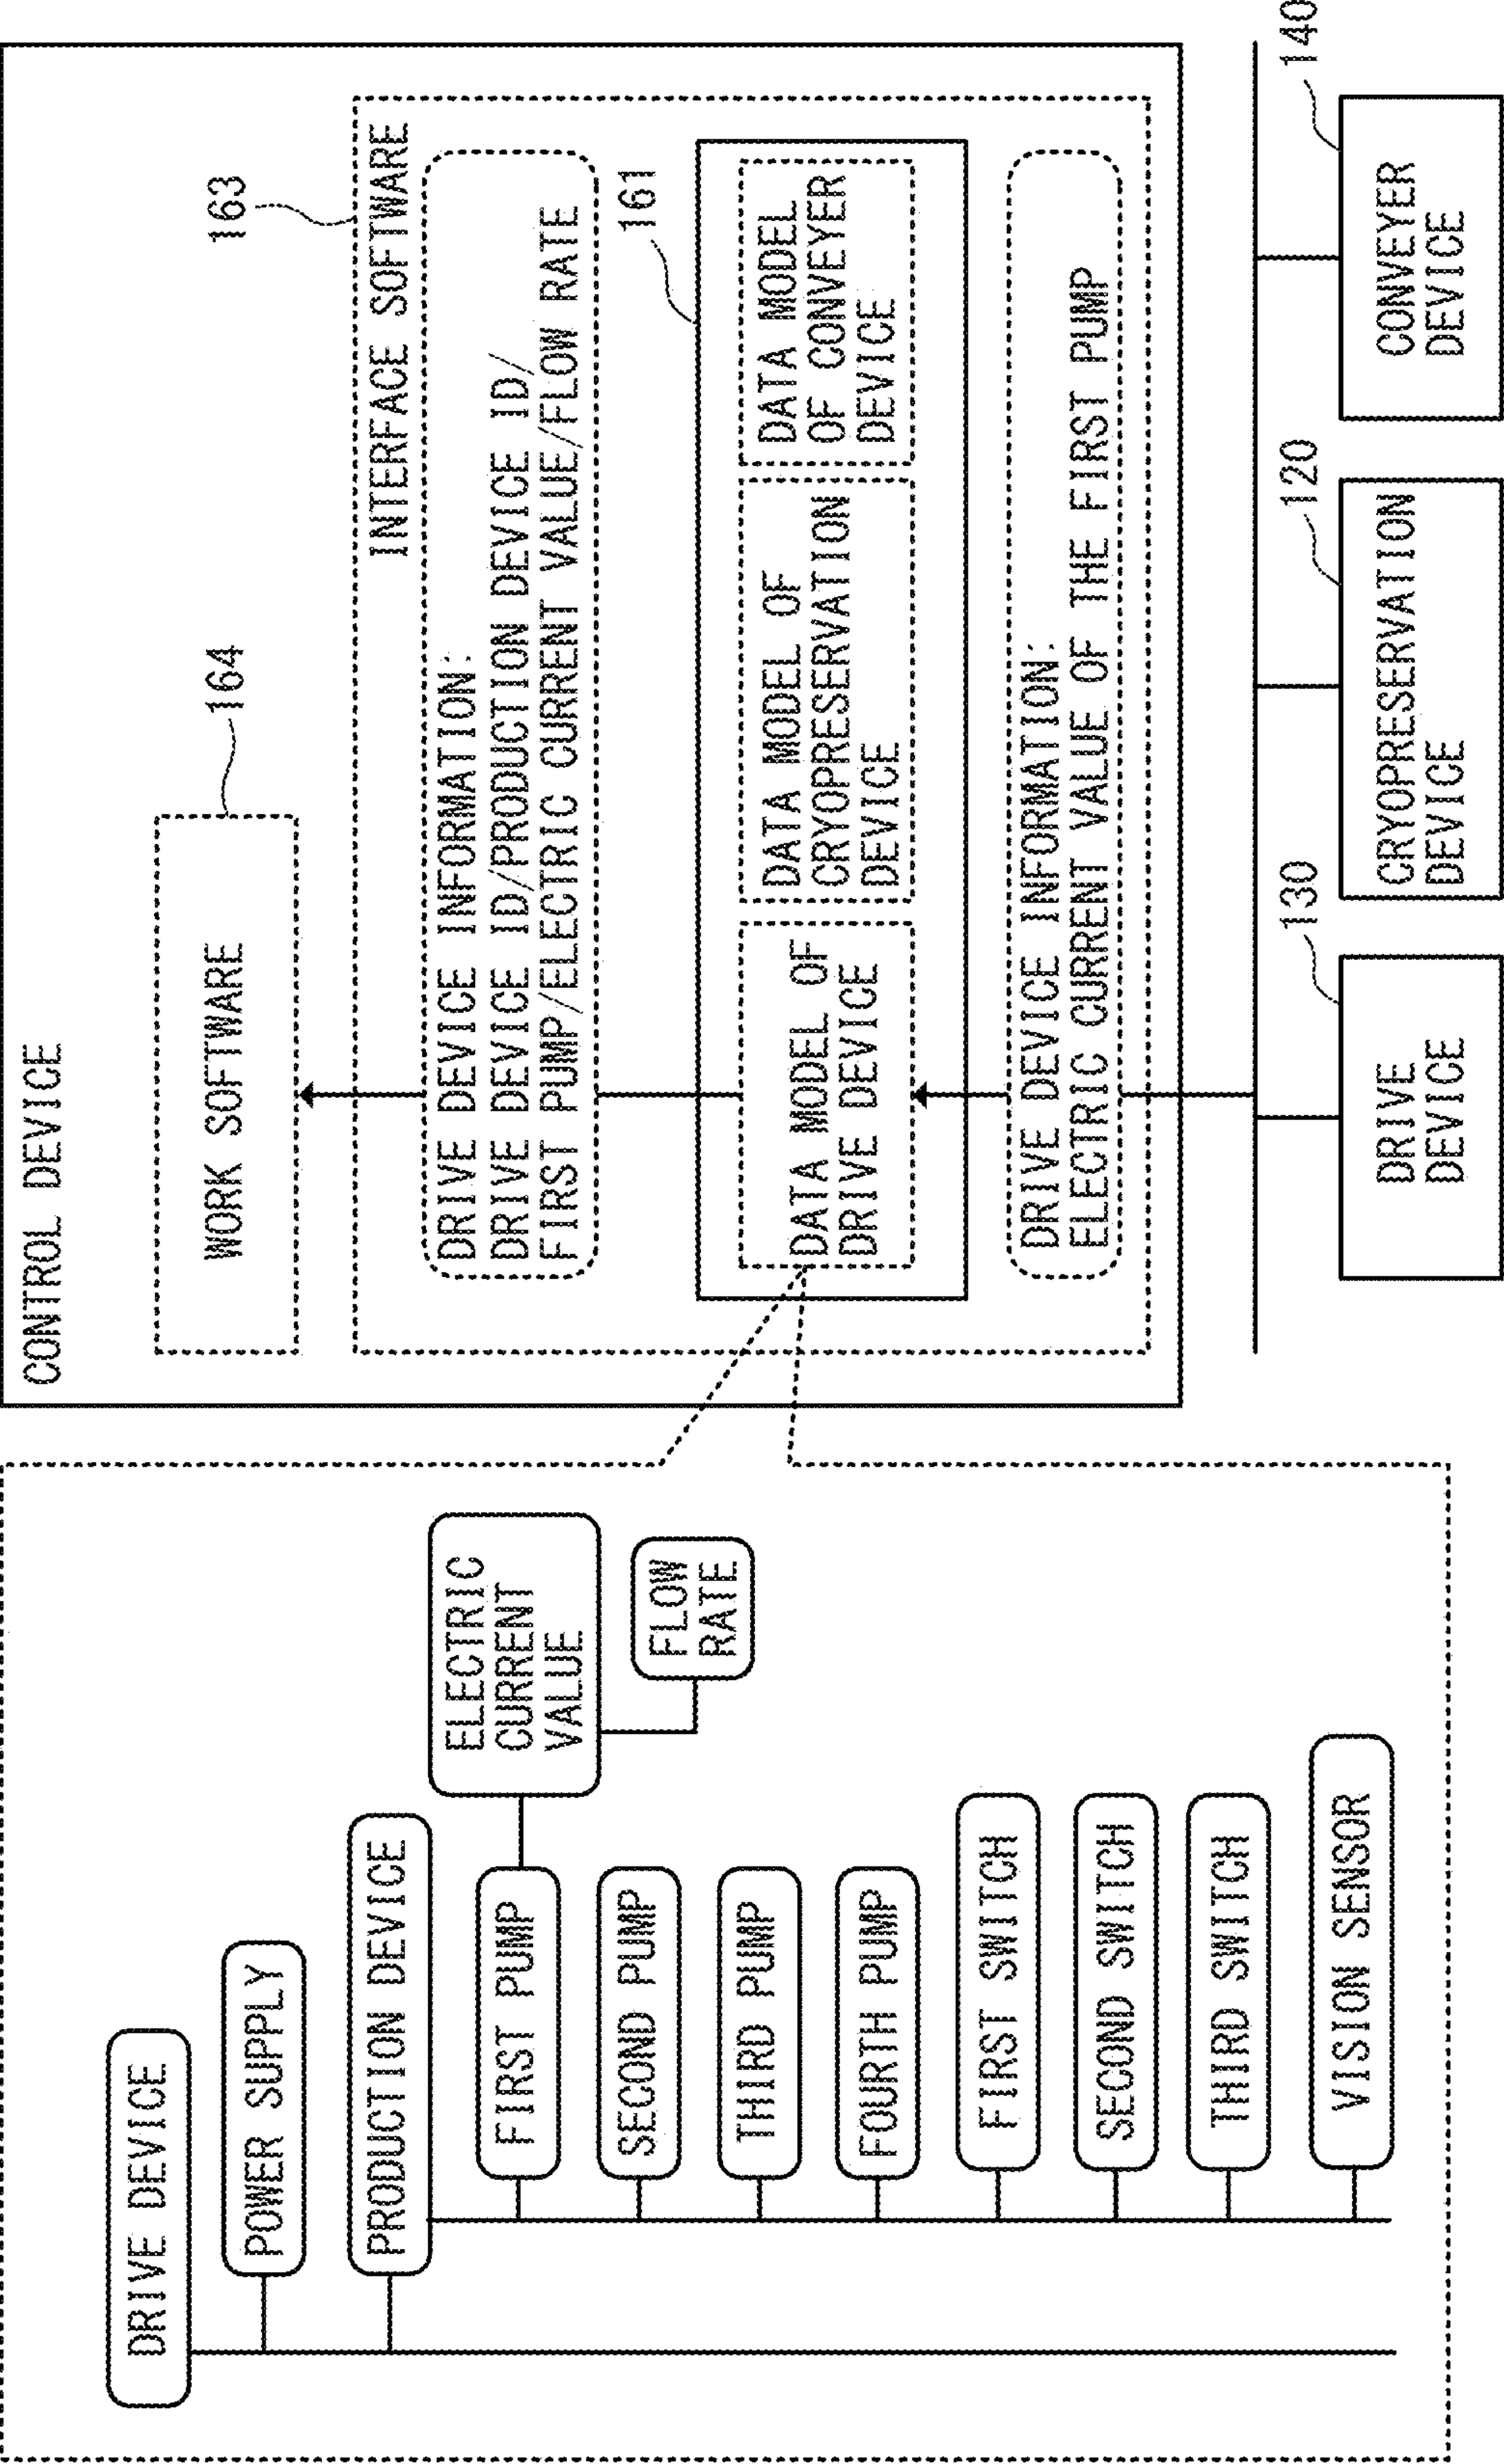 DRIVE DEVICE
POWER SUPPLY
PRODUCTION DEVICE
FIRST PUMP
ELECTRIC
CURRENT
VALUE
FLOW
RATE
SECOND PUMP
THIRD PUMP
FOURTH PUMP
FIRST SWITCH
SECOND SWITCH
THIRD SWITCH
VISION SENSOR
CONTROL DEVICE
WORK SOFTWARE
164
163
INTERFACE SOFTWARE
DRIVE DEVICE INFORMATION:
DRIVE DEVICE ID/PRODUCTION DEVICE ID/
FIRST PUMP/ELECTRIC CURRENT VALUE/FLOW RATE
161
DATA MODEL OF
DRIVE DEVICE
DATA MODEL OF
CRYOPRESERVATION
DEVICE
DATA MODEL
OF CONVEYER
DEVICE
DRIVE DEVICE INFORMATION:
ELECTRIC CURRENT VALUE OF THE FIRST PUMP
130
DRIVE
DEVICE
120
CRYOPRESERVATION
DEVICE
140
CONVEYER
DEVICE